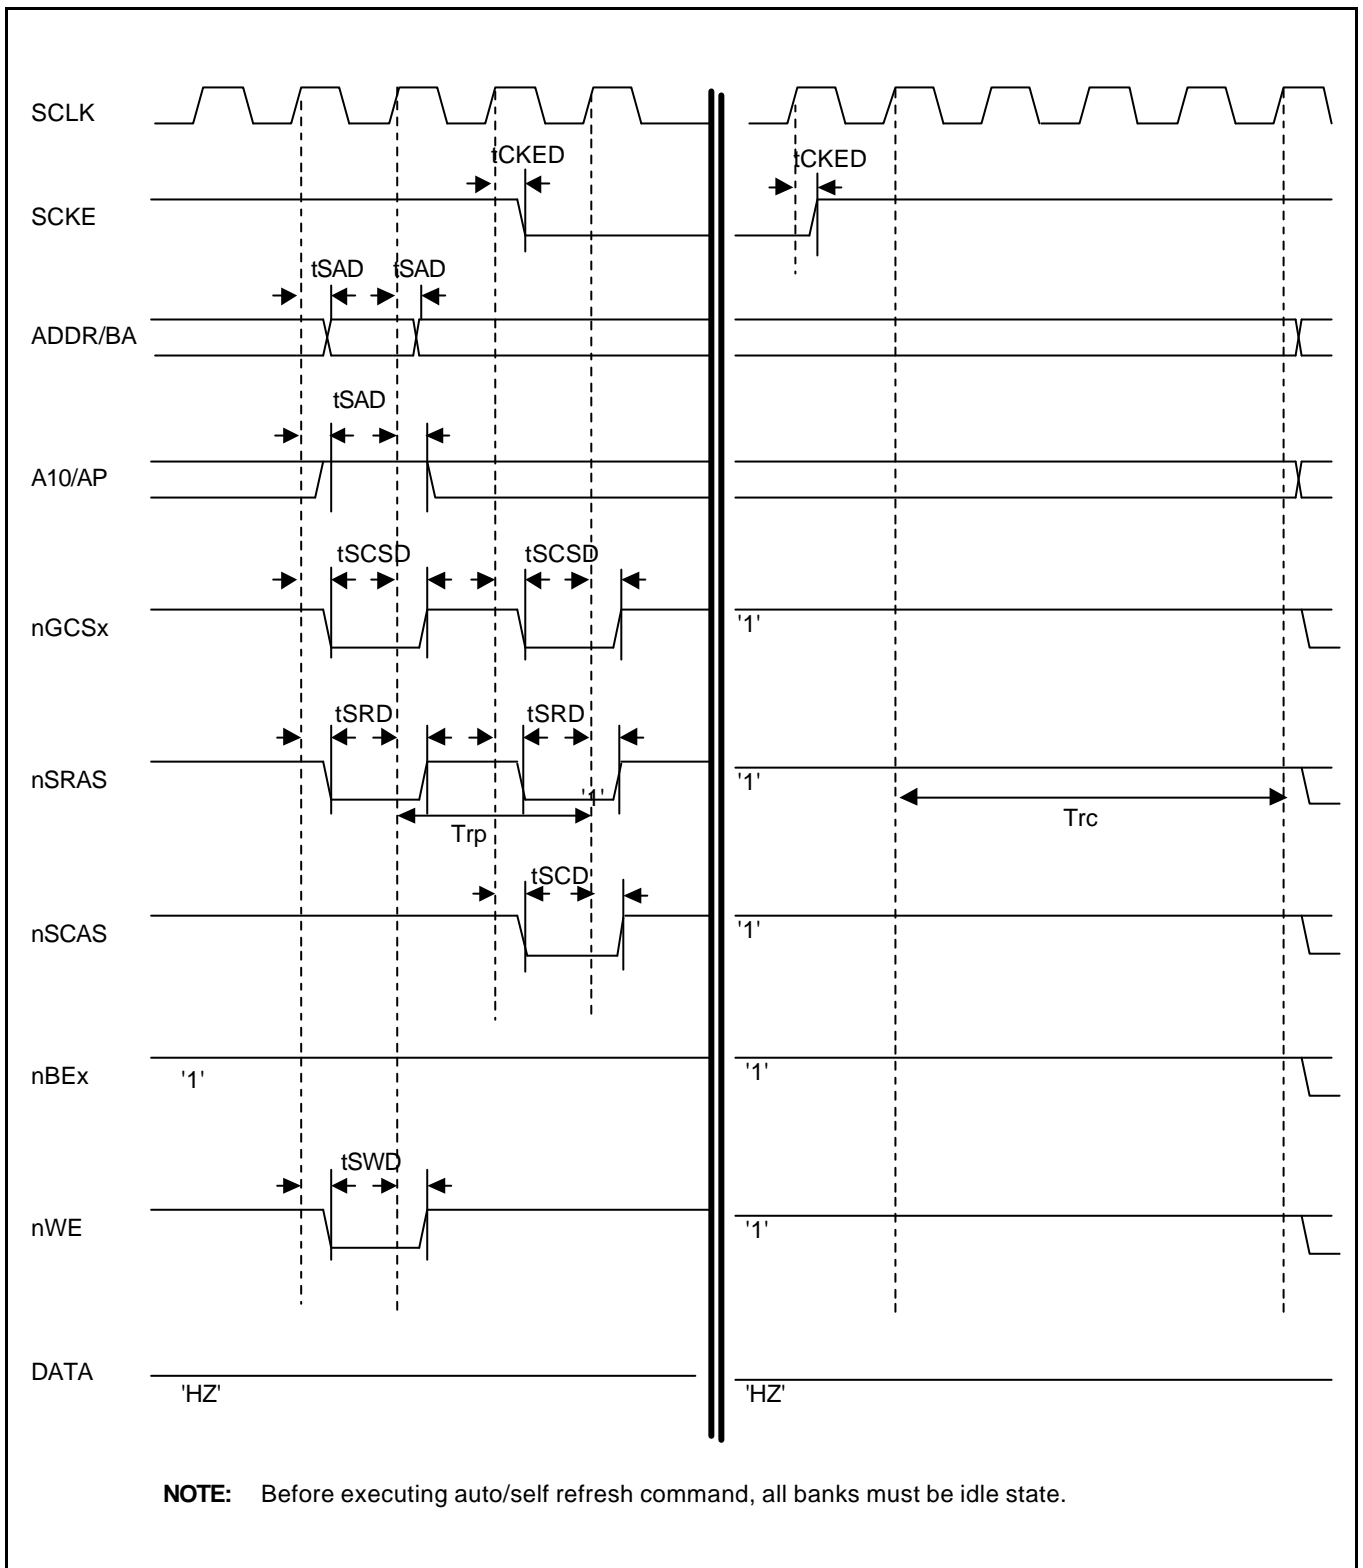 SCLK
tCKED tCKED
SCKE
tSAD tSAD
ADDR/BA
tSAD
A10/AP
tSCSD tSCSD
nGCSx '1'
tSRD tSRD
nSRAS '1' '1'
Trp Trc
tSCD
nSCAS '1'
nBEx '1' '1'
tSWD
nWE '1'
DATA
'HZ' 'HZ'
NOTE: Before executing auto/self refresh command, all banks must be idle state.